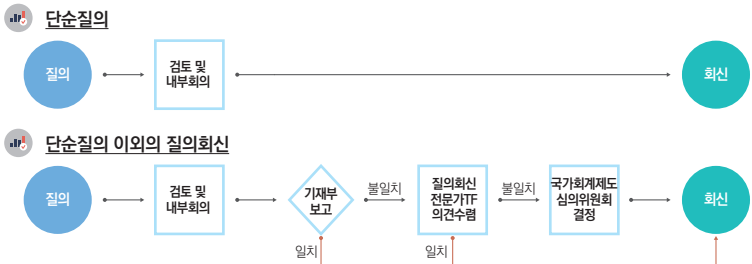 단순질의
질의
검토 및
내부회의
회신
단순질의 이외의 질의회신
질의
검토 및
내부회의
기재부
보고
불일치
질의회신
전문가TF
의견수렴
불일치
국가회계제도
심의위원회
결정
회신
일치
일치